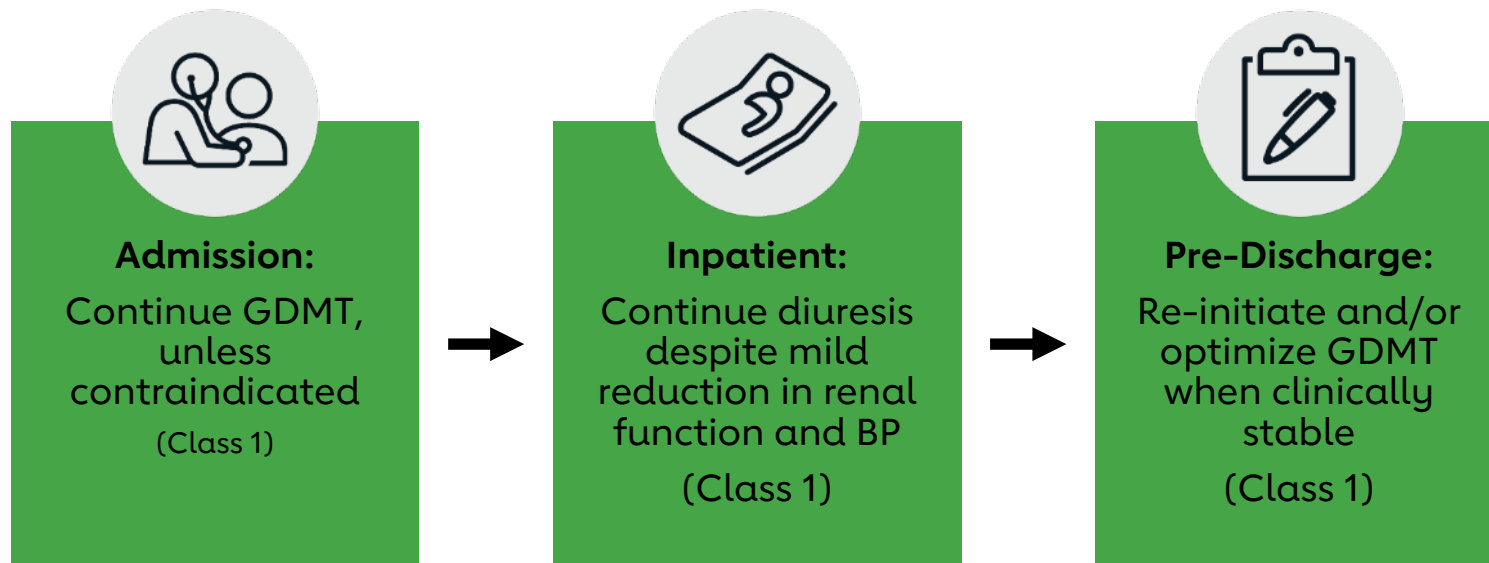 Admission:
Continue GDMT,
unless
contraindicated
(Class 1)
Inpatient:
Continue diuresis
despite mild
reduction in renal
function and BP
(Class 1)
Pre-Discharge:
Re-initiate and/or
optimize GDMT
when clinically
stable
(Class 1)